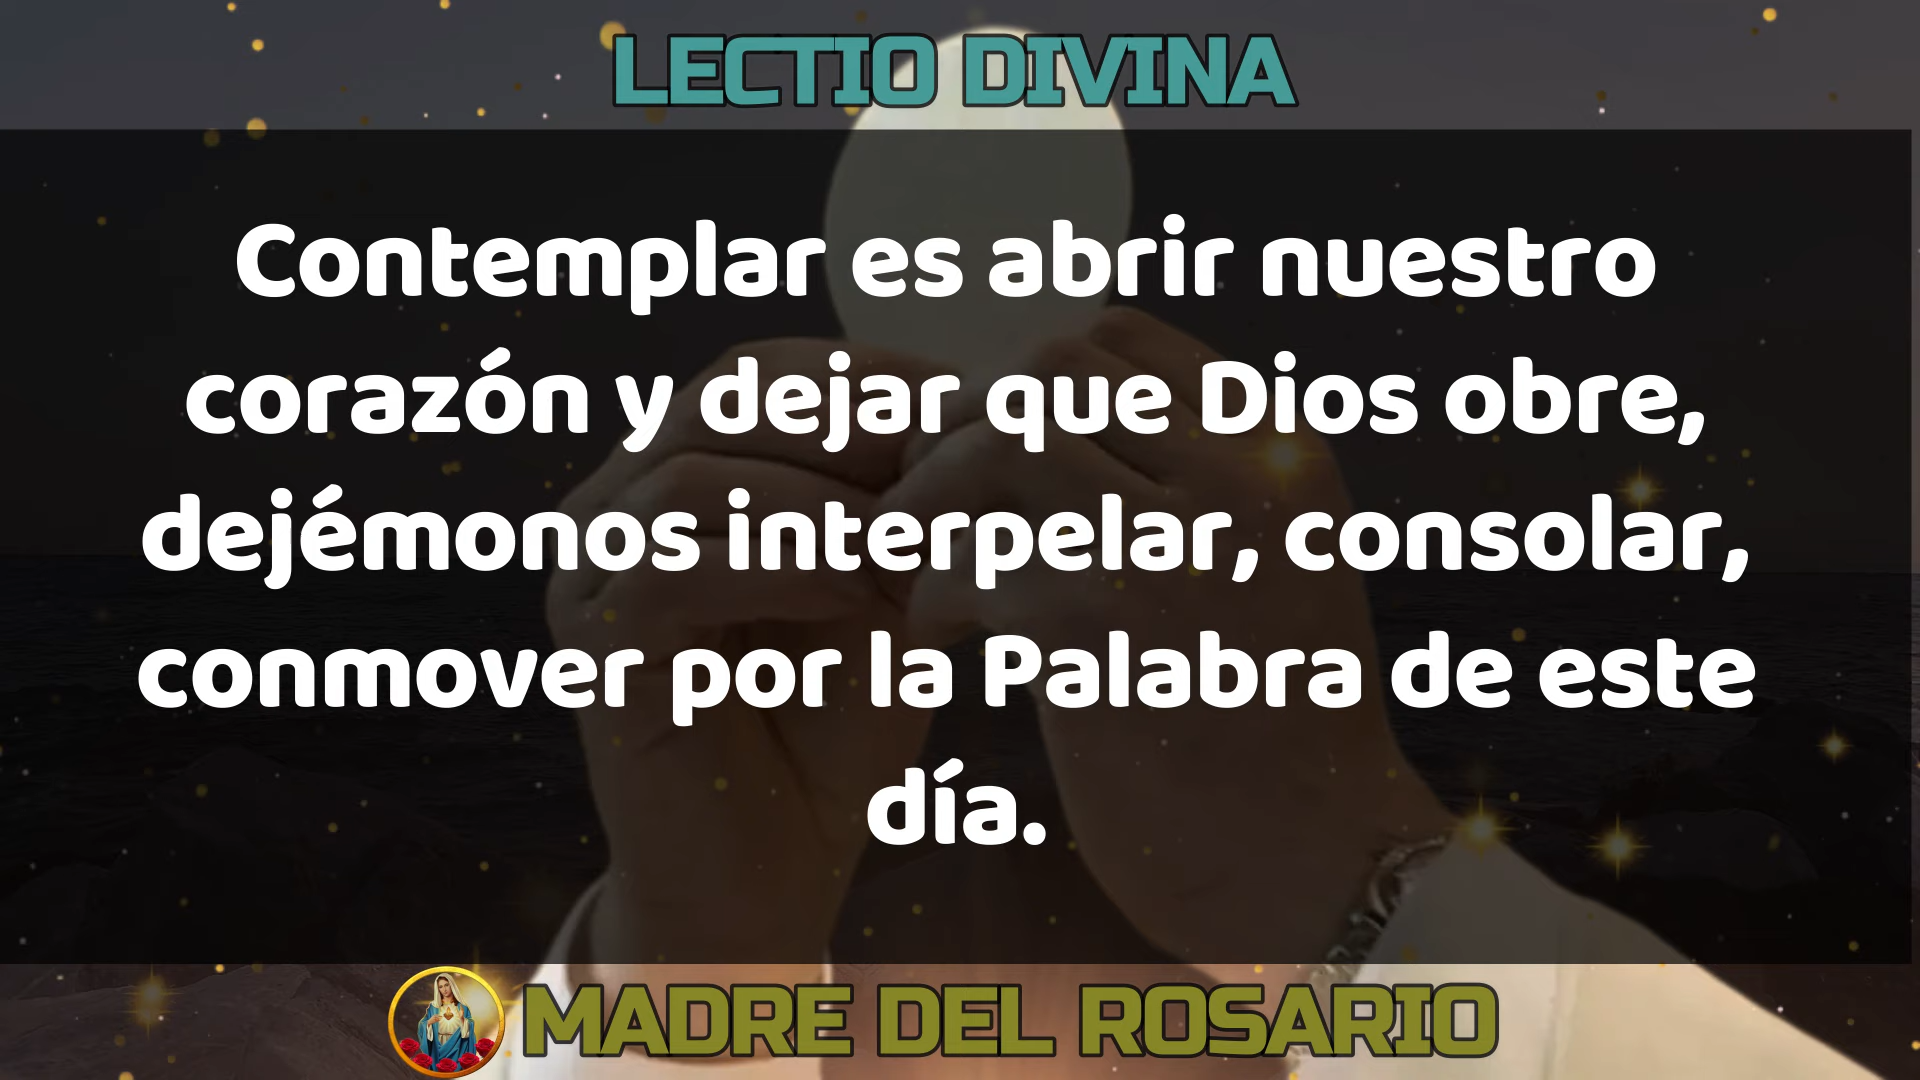 LECTIO DIVINA
Contemplar es abrir nuestro
corazón y dejar que Dios obre,
dejémonos interpelar, consolar,
conmover por la Palabra de este
día.
MADRE DEL ROSARIO